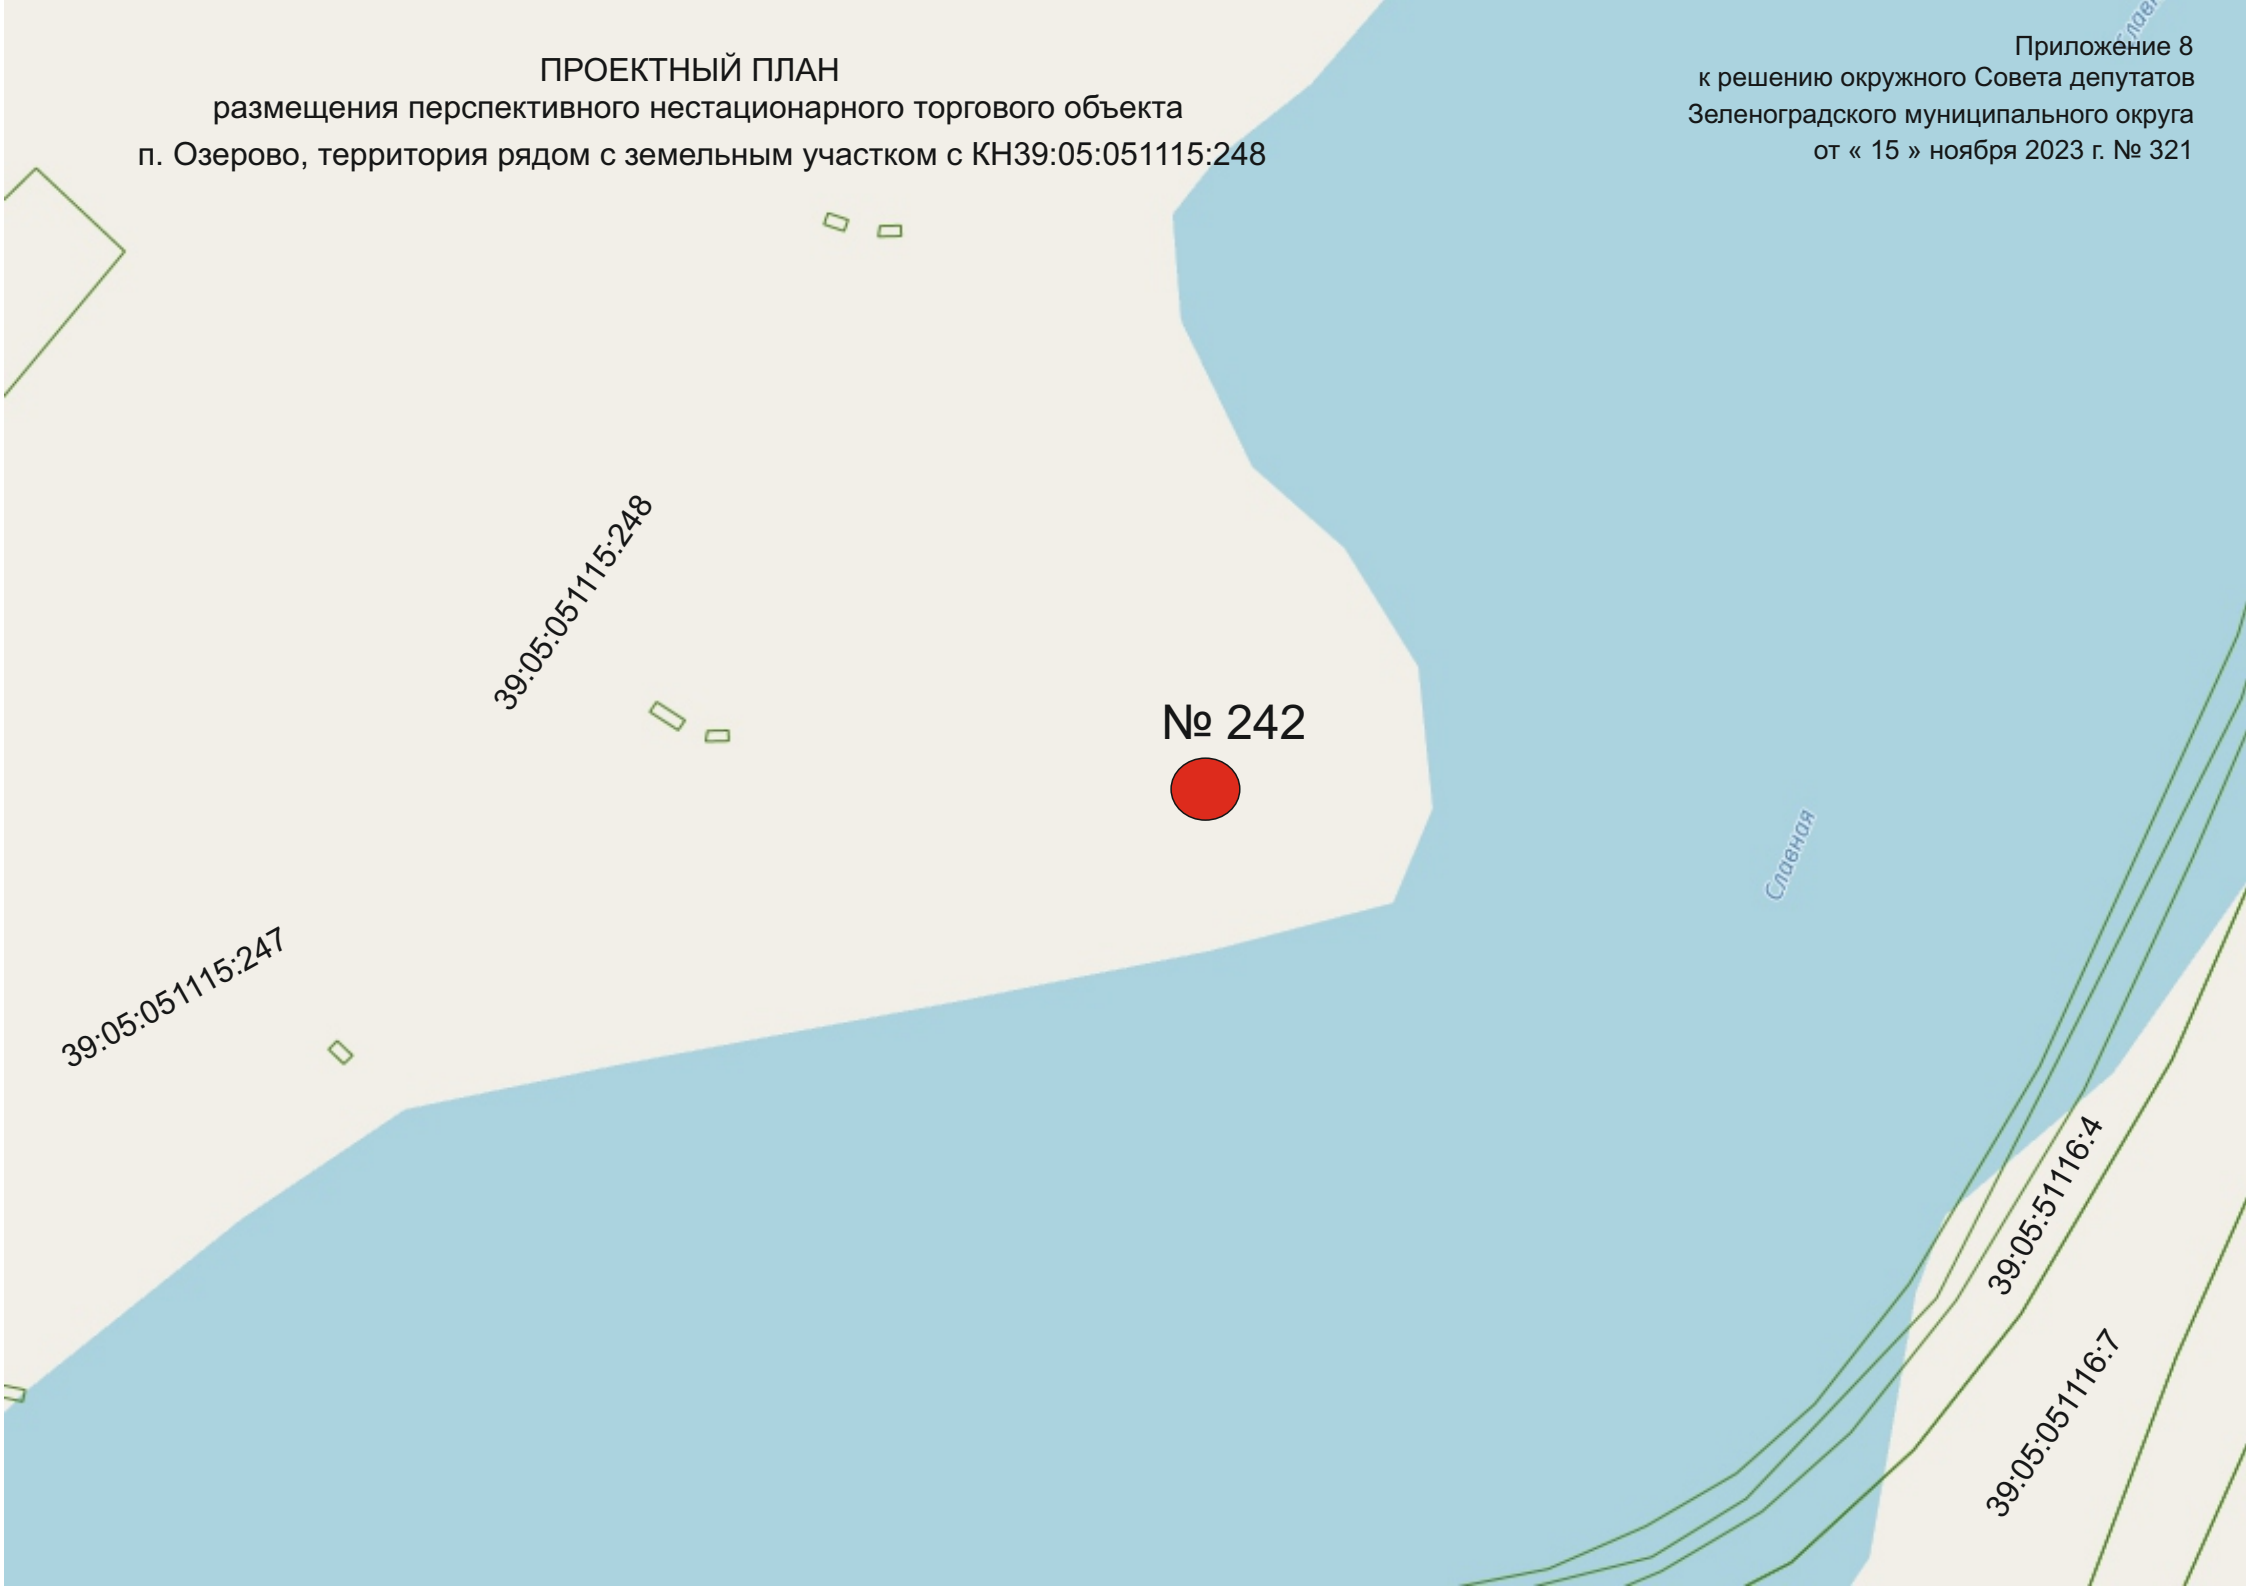 ПРОЕКТНЫЙ ПЛАН
размещения перспективного нестационарного торгового объекта
п. Озерово, территория рядом с земельным участком с КН39:05:051115:248
Приложение 8
к решению окружного Совета депутатов
Зеленоградского муниципального округа
от « 15 » ноября 2023 г. № 321
39:05:051115:248
№ 242
Славная
39:05:051115:247
39:05:51116:4
39:05:051116:7